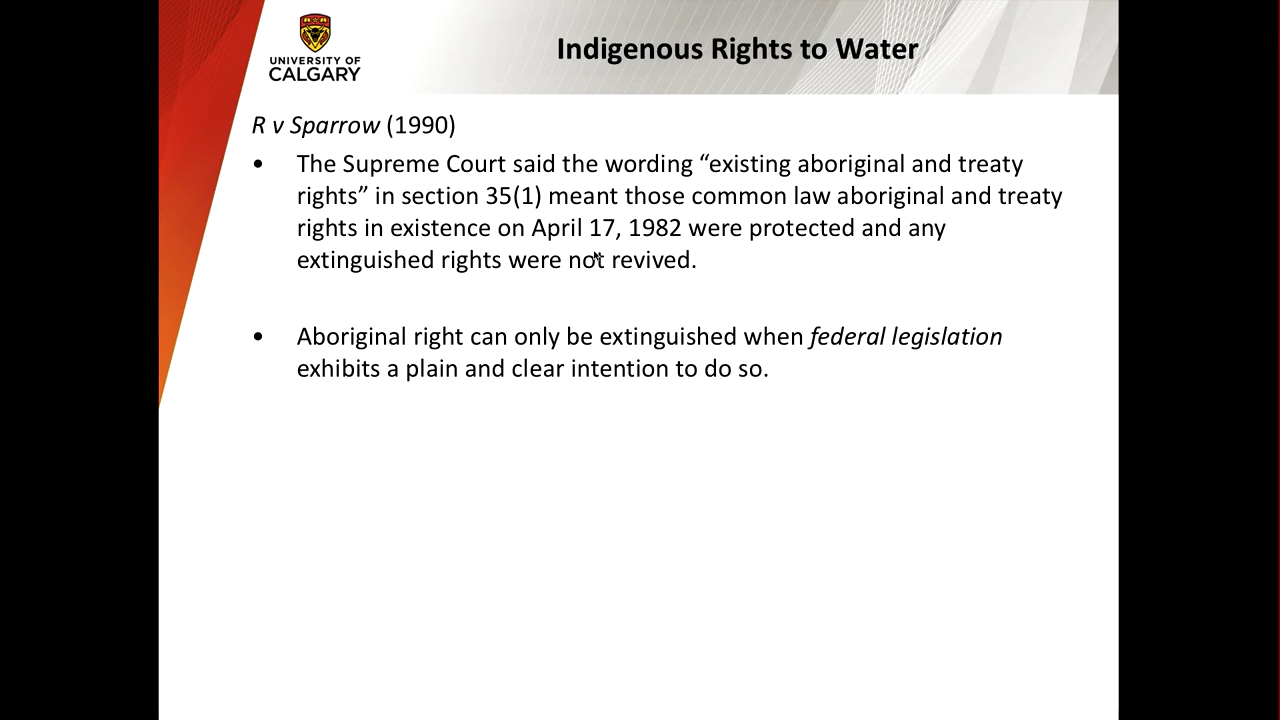 UNIVERSITY OF
CALGARY
Indigenous Rights to Water
R v Sparrow (1990)
• The Supreme Court said the wording “existing aboriginal and treaty
rights” in section 35(1) meant those common law aboriginal and treaty
rights in existence on April 17, 1982 were protected and any
extinguished rights were not revived.
• Aboriginal right can only be extinguished when federal legislation
exhibits a plain and clear intention to do so.